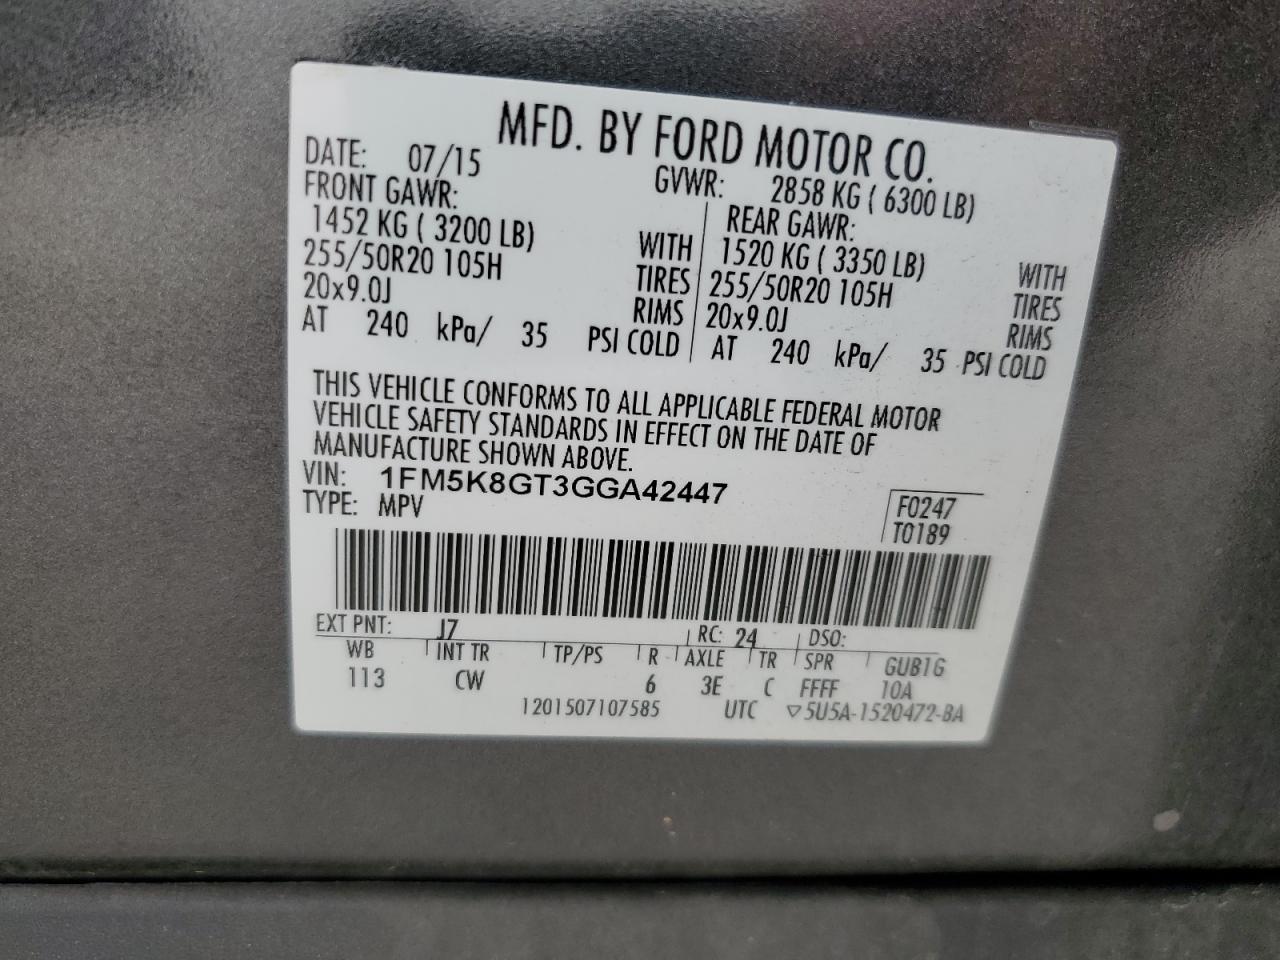 MFD. BY FORD MOTOR CO.
DATE: 07/15 GVWR: 2858 KG ( 6300 LB)
FRONT GAWR: REAR GAWR:
1452 KG ( 3200 LB) WITH 1520 KG ( 3350 LB) WITH
255/50R20 105H TIRES 255/50R20 105H TIRES
20x9.0J RIMS 20x9.0J RIMS
AT 240 kPa/ 35 PSI COLD AT 240 kPa/ 35 PSI COLD
THIS VEHICLE CONFORMS TO ALL APPLICABLE FEDERAL MOTOR
VEHICLE SAFETY STANDARDS IN EFFECT ON THE DATE OF
MANUFACTURE SHOWN ABOVE.
VIN: 1FM5K8GT3GGA42447 F0247
TYPE: MPV T0189
EXT PNT: J7 RC: 24 DSO:
WB INT TR TP/PS R AXLE TR SPR GUB1G
113 CW 6 3E C FFFF 10A
1201507107585 UTC ▽5U5A-1520472-BA